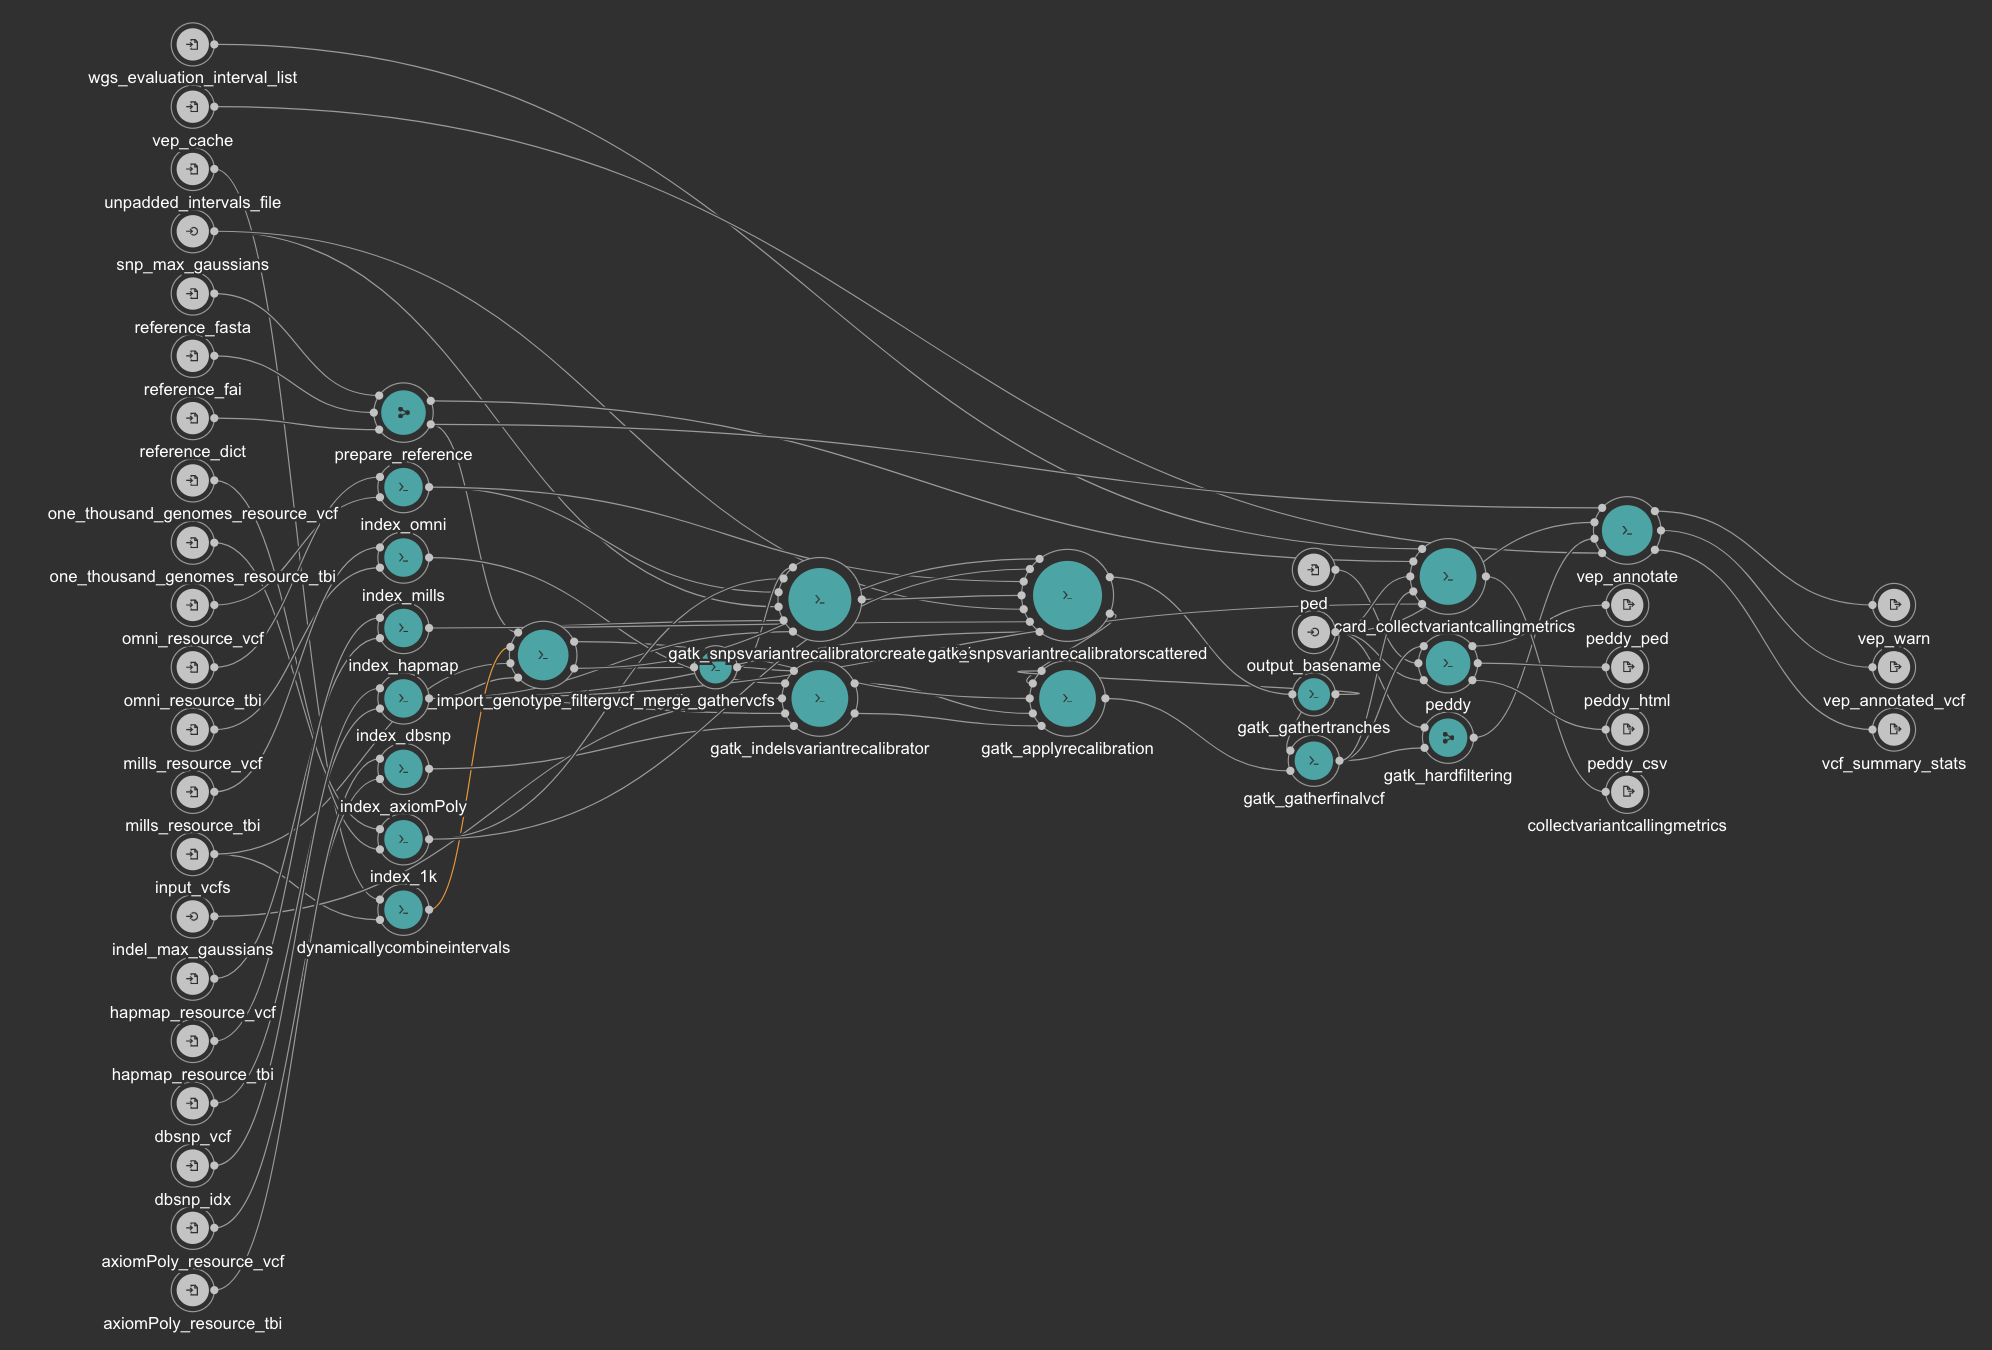 wgs_evaluation_interval_list
vep_cache
unpadded_intervals_file
snp_max_gaussians
reference_fasta
reference_fai
reference_dict
one_thousand_genomes_resource_vcf
one_thousand_genomes_resource_tbi
omni_resource_vcf
omni_resource_tbi
mills_resource_vcf
mills_resource_tbi
input_vcfs
indel_max_gaussians
hapmap_resource_vcf
hapmap_resource_tbi
dbsnp_vcf
dbsnp_idx
axiomPoly_resource_vcf
axiomPoly_resource_tbi
prepare_reference
index_omni
index_mills
index_hapmap
index_dbsnp
index_axiomPoly
index_1k
dynamicallycombineintervals
_import_genotype_filtergvcf_merge_gathervcfs
gatk_snpsvariantrecalibratorcreate
gatk_indelsvariantrecalibrator
gatk_snpsvariantrecalibratorscattered
gatk_applyrecalibration
ped
output_basename
gatk_gathertranches
gatk_gatherfinalvcf
card_collectvariantcallingmetrics
peddy
gatk_hardfiltering
vep_annotate
peddy_ped
peddy_html
peddy_csv
collectvariantcallingmetrics
vep_warn
vep_annotated_vcf
vcf_summary_stats